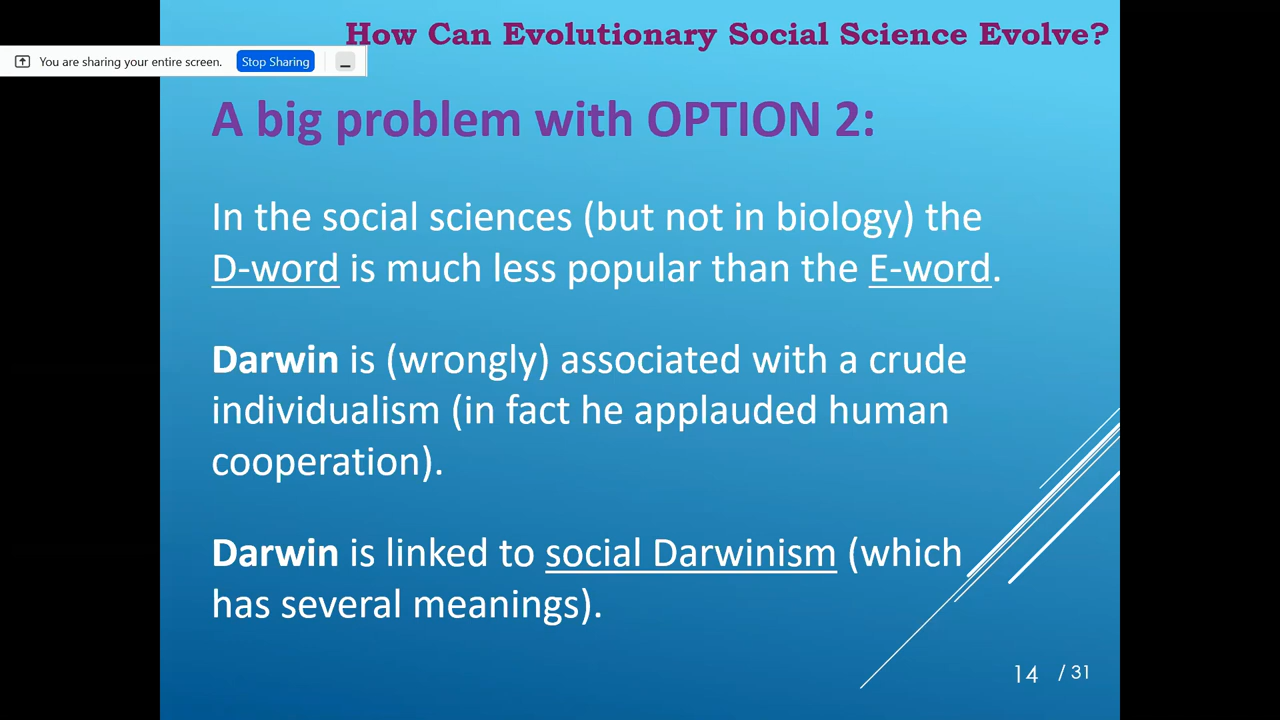 How Can Evolutionary Social Science Evolve?
You are sharing your entire screen.
Stop Sharing
A big problem with OPTION 2:
In the social sciences (but not in biology) the
D-word is much less popular than the E-word.
Darwin is (wrongly) associated with a crude
individualism (in fact he applauded human
cooperation).
Darwin is linked to social Darwinism (which
has several meanings).
14 / 31